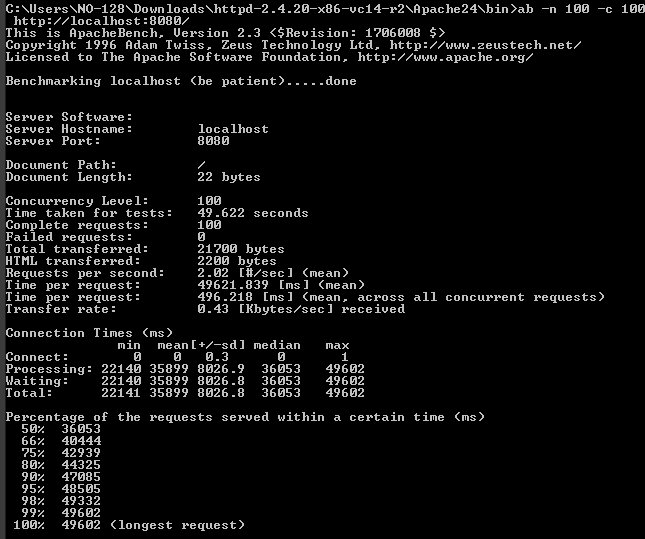 C:\Users\NO-128\Downloads\httpd-2.4.20-x86-vc14-r2\Apache24\bin>ab -n 100 -c 100
 http://localhost:8080/
This is ApacheBench, Version 2.3 <$Revision: 1706008 $>
Copyright 1996 Adam Twiss, Zeus Technology Ltd, http://www.zeustech.net/
Licensed to The Apache Software Foundation, http://www.apache.org/

Benchmarking localhost (be patient).....done


Server Software:
Server Hostname:        localhost
Server Port:            8080

Document Path:          /
Document Length:        22 bytes

Concurrency Level:      100
Time taken for tests:   49.622 seconds
Complete requests:      100
Failed requests:        0
Total transferred:      21700 bytes
HTML transferred:       2200 bytes
Requests per second:    2.02 [#/sec] (mean)
Time per request:       49621.839 [ms] (mean)
Time per request:       496.218 [ms] (mean, across all concurrent requests)
Transfer rate:          0.43 [Kbytes/sec] received

Connection Times (ms)
              min  mean[+/-sd] median   max
Connect:        0    0   0.3      0       1
Processing: 22140 35899 8026.9  36053   49602
Waiting:    22140 35899 8026.8  36053   49602
Total:      22141 35899 8026.8  36053   49602

Percentage of the requests served within a certain time (ms)
  50%  36053
  66%  40444
  75%  42939
  80%  44325
  90%  47085
  95%  48505
  98%  49332
  99%  49602
 100%  49602 (longest request)